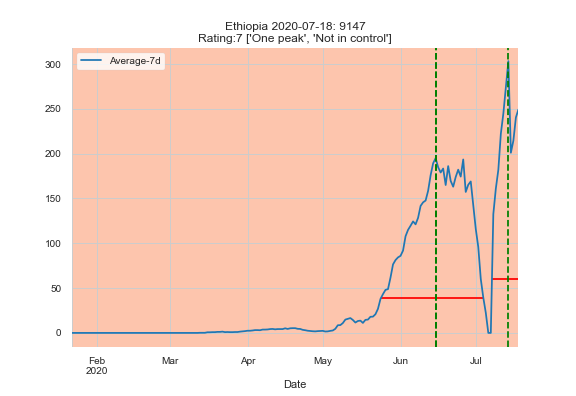 Ethiopia 2020-07-18: 9147
Rating:7 ['One peak', 'Not in control']
Average-7d
300
250
200
150
100
50
0
Feb Mar Apr May Jun Jul
2020
Date